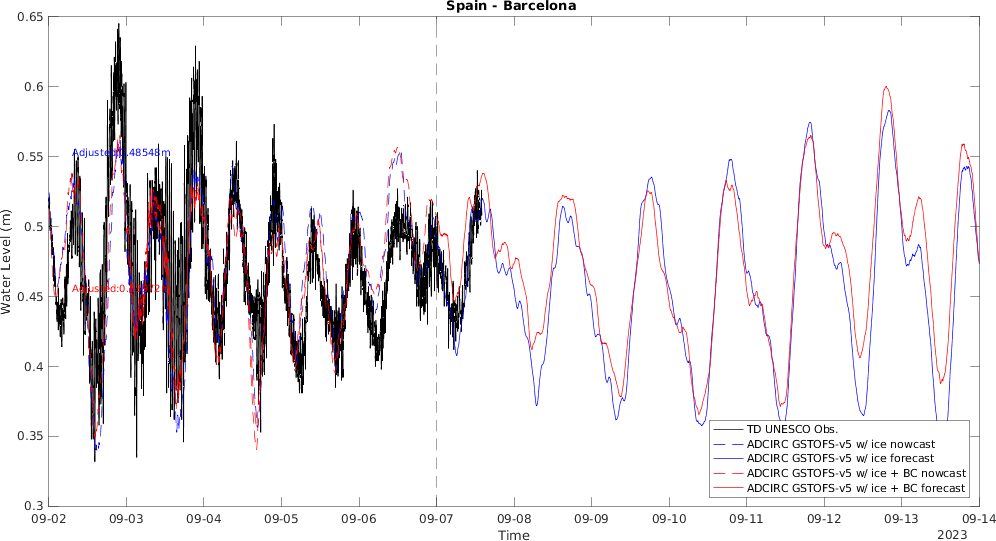 Spain - Barcelona
0.65
0.6
0.55
0.5
0.45
0.4
0.35
0.3
Water Level (m)
Adjusted:0.48548m
TD UNESCO Obs.
ADCIRC GSTOFS-v5 w/ ice nowcast
ADCIRC GSTOFS-v5 w/ ice forecast
ADCIRC GSTOFS-v5 w/ ice + BC nowcast
ADCIRC GSTOFS-v5 w/ ice + BC forecast
09-02 09-03 09-04 09-05 09-06 09-07 09-08 09-09 09-10 09-11 09-12 09-13 09-14
Time
2023